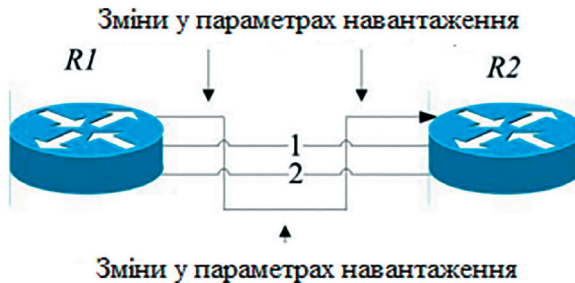 Зміни у параметрах навантаження
R1
R2
1
2
Зміни у параметрах навантаження